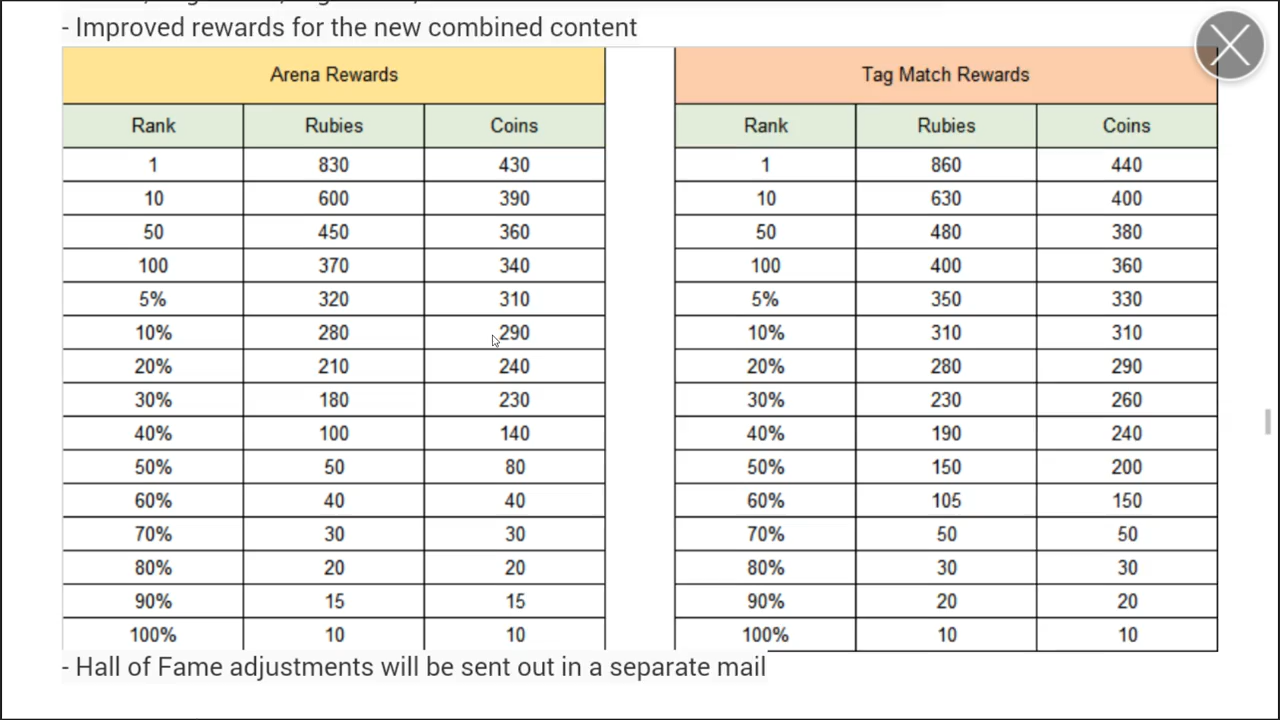 - Improved rewards for the new combined content
Arena Rewards
Rank Rubies Coins
1 830 430
10 600 390
50 450 360
100 370 340
5% 320 310
10% 280 290
20% 210 240
30% 180 230
40% 100 140
50% 50 80
60% 40 40
70% 30 30
80% 20 20
90% 15 15
100% 10 10
Tag Match Rewards
Rank Rubies Coins
1 860 440
10 630 400
50 480 380
100 400 360
5% 350 330
10% 310 310
20% 280 290
30% 230 260
40% 190 240
50% 150 200
60% 105 150
70% 50 50
80% 30 30
90% 20 20
100% 10 10
- Hall of Fame adjustments will be sent out in a separate mail